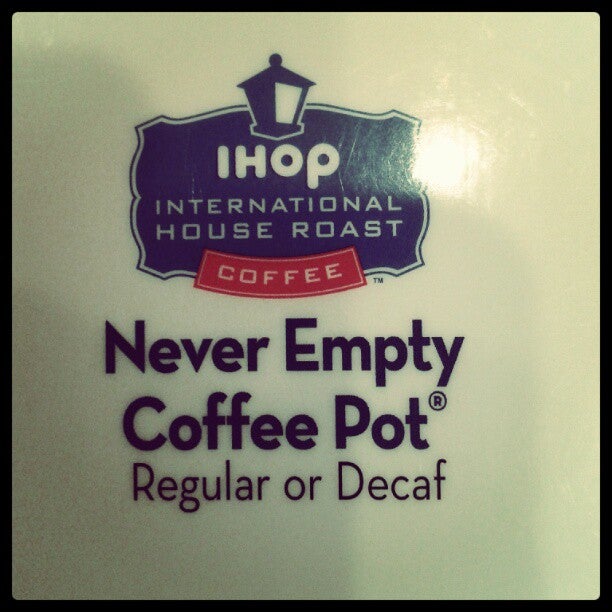 IHOP
INTERNATIONAL
HOUSE ROAST
COFFEE ™
Never Empty
Coffee Pot®
Regular or Decaf